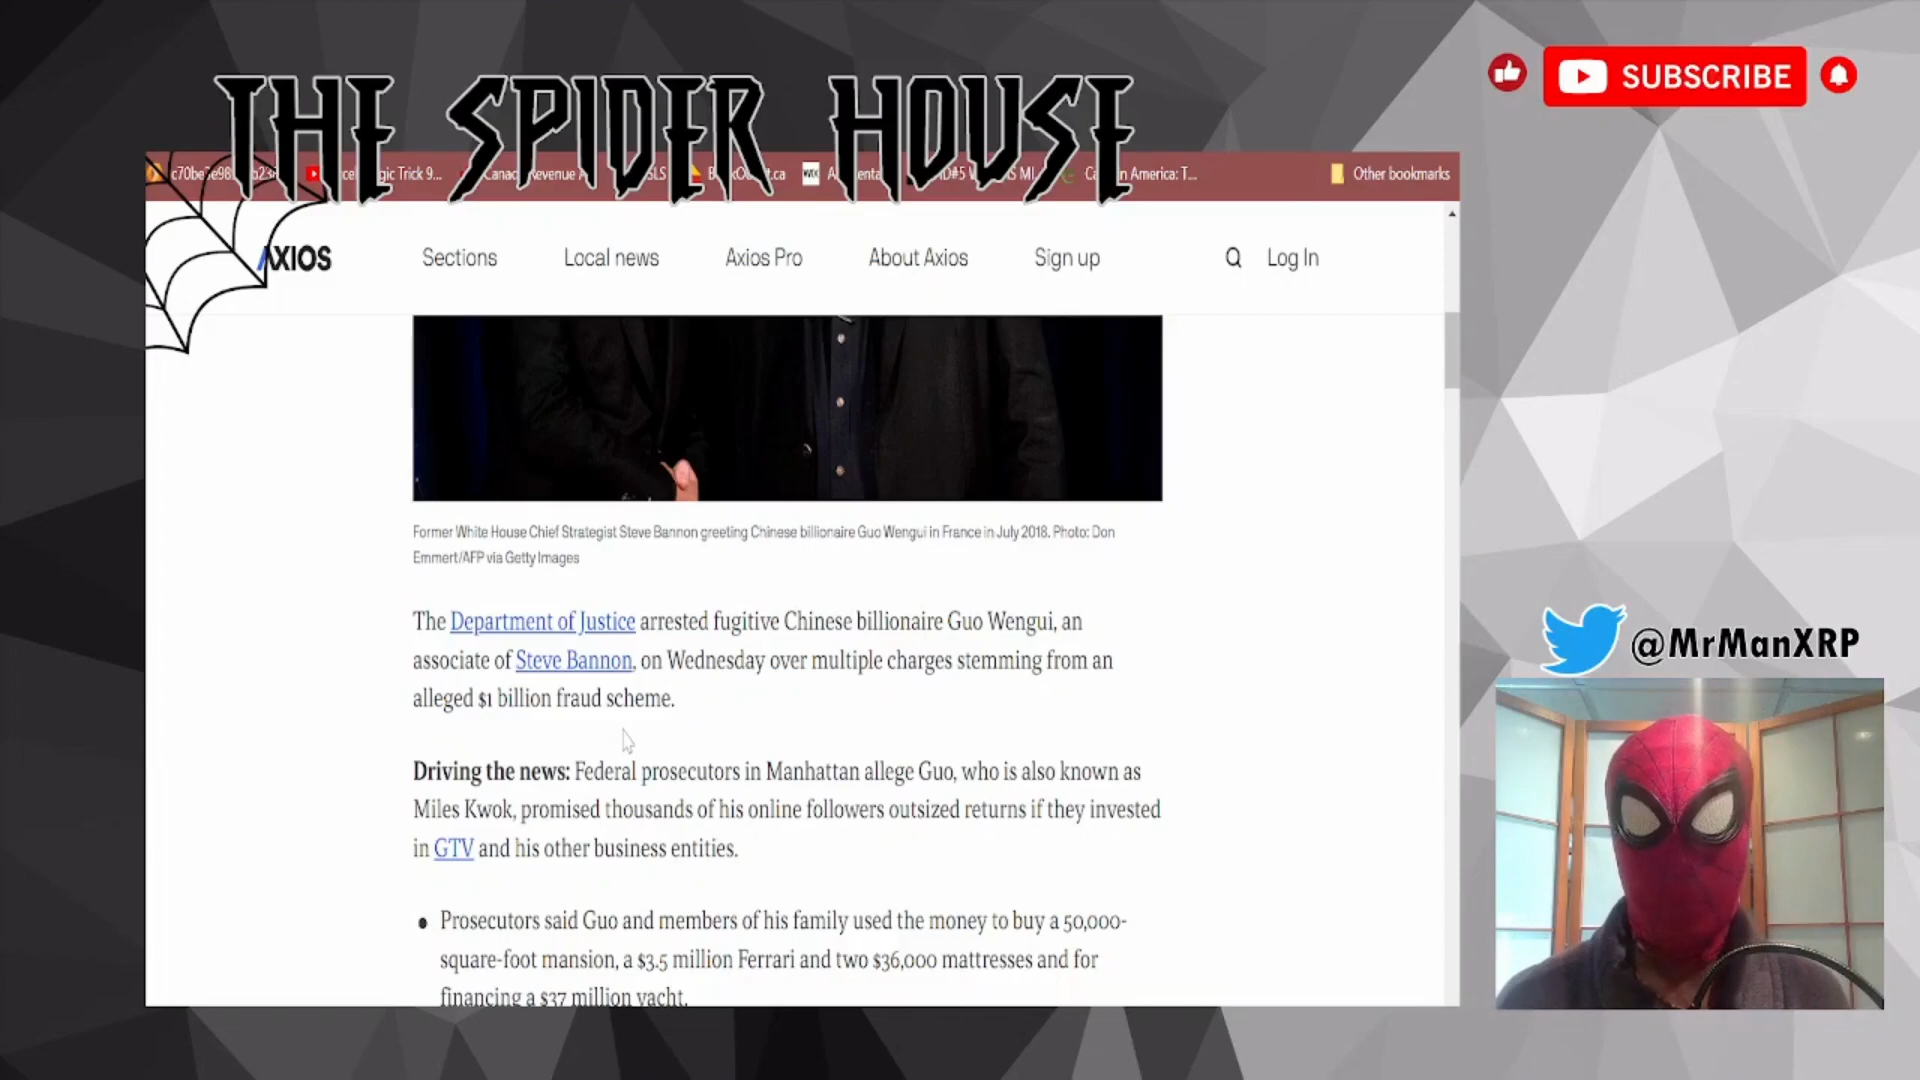 THE SPIDER HOUSE
SUBSCRIBE
Other bookmarks
AXIOS Sections Local news Axios Pro About Axios Sign up Log In
Former White House Chief Strategist Steve Bannon greeting Chinese billionaire Guo Wengui in France in July 2018. Photo: Don
Emmert/AFP via Getty Images
The Department of Justice arrested fugitive Chinese billionaire Guo Wengui, an
associate of Steve Bannon, on Wednesday over multiple charges stemming from an
alleged $1 billion fraud scheme.
Driving the news: Federal prosecutors in Manhattan allege Guo, who is also known as
Miles Kwok, promised thousands of his online followers outsized returns if they invested
in GTV and his other business entities.
• Prosecutors said Guo and members of his family used the money to buy a 50,000-
square-foot mansion, a $3.5 million Ferrari and two $36,000 mattresses and for
financing a $37 million yacht.
@MrManXRP